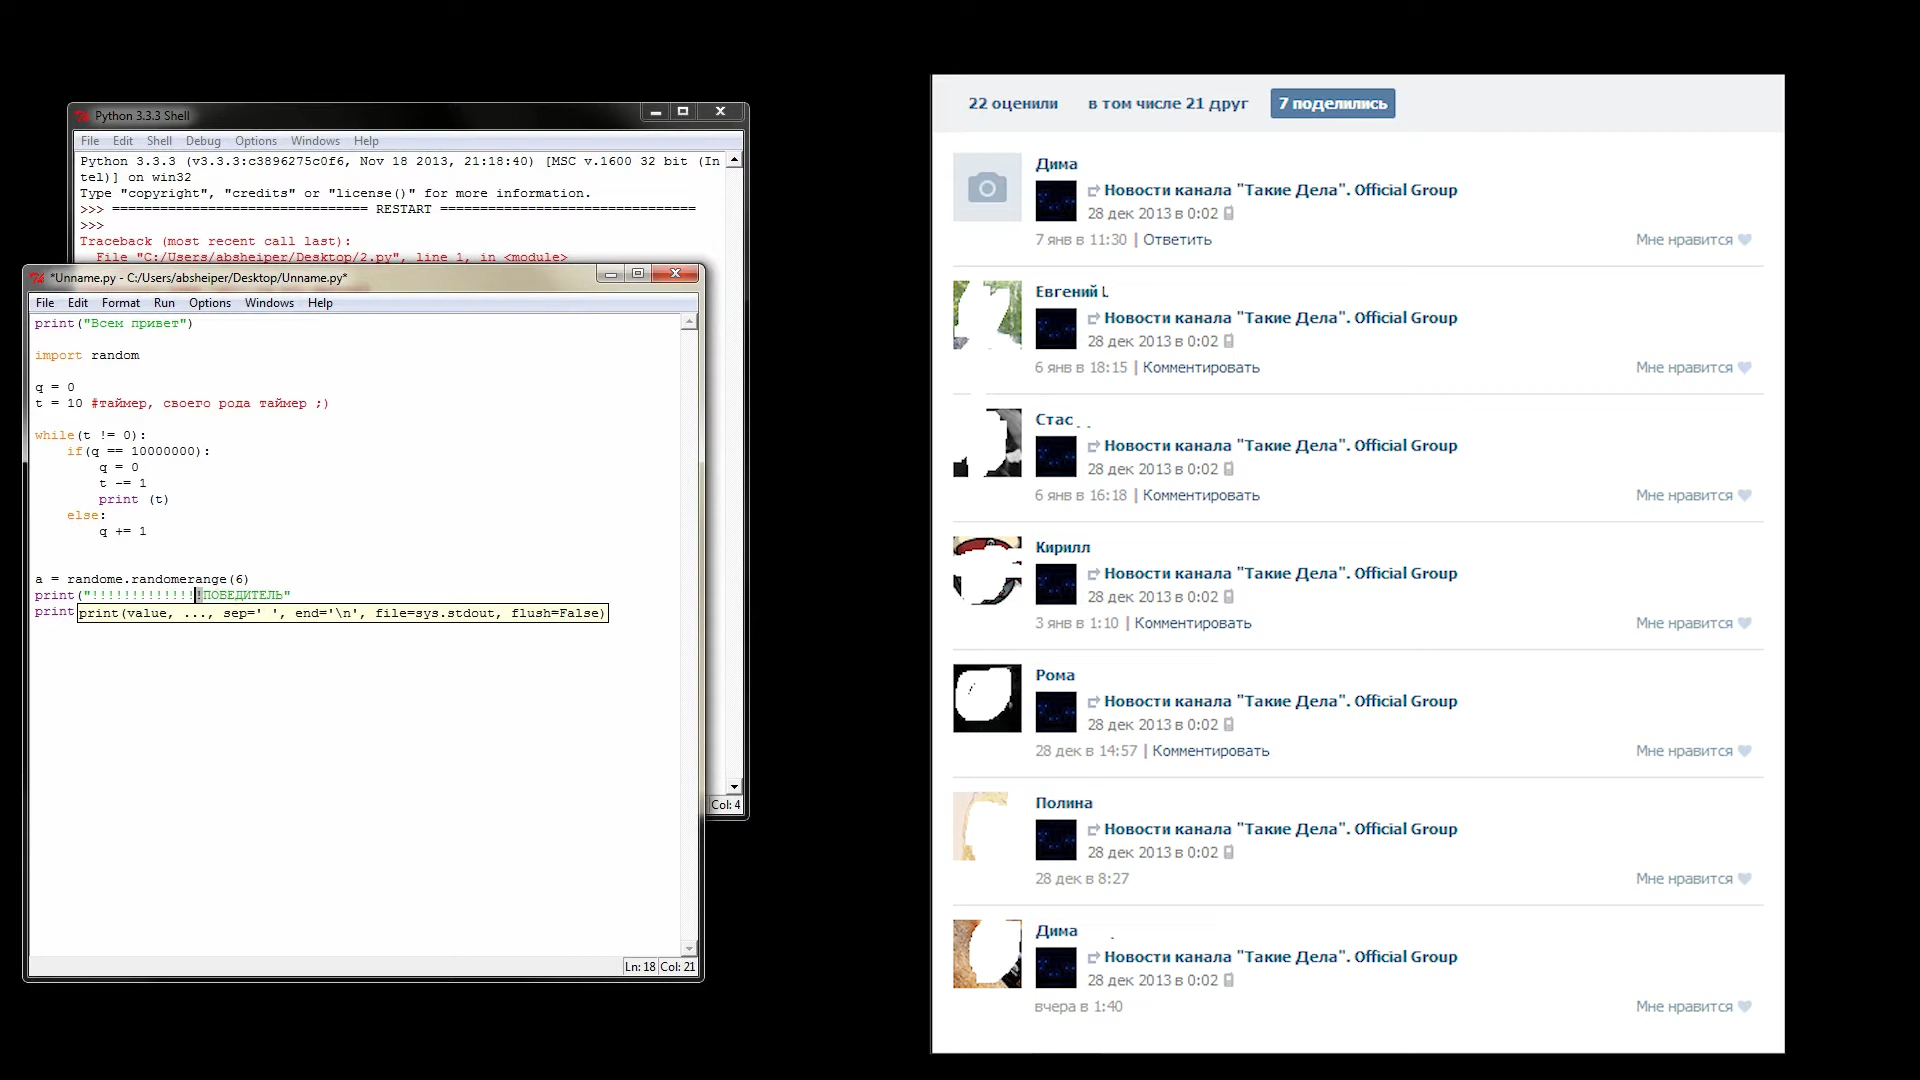 Python 3.3.3 Shell
File Edit Shell Debug Options Windows Help
Python 3.3.3 (v3.3.3:c3896275c0f6, Nov 18 2013, 21:18:40) [MSC v.1600 32 bit (In
tel)] on win32
Type "copyright", "credits" or "license()" for more information.
>>> ================================ RESTART ================================
>>>
Traceback (most recent call last):
File "C:/Users/absheiper/Desktop/2.py", line 1, in <module>
Col: 4
*Unname.py - C:/Users/absheiper/Desktop/Unname.py*
File Edit Format Run Options Windows Help
print("Всем привет")
import random
q = 0
t = 10 #таймер, своего рода таймер ;)
while(t != 0):
if(q == 10000000):
q = 0
t -= 1
print (t)
else:
q += 1
a = randome.randomerange(6)
print("!!!!!!!!!!!!!!ПОБЕДИТЕЛЬ"
print
print(value, ..., sep=' ', end='\n', file=sys.stdout, flush=False)
Ln: 18 Col: 21
22 оценили в том числе 21 друг 7 поделились
Дима
Новости канала "Такие Дела". Official Group
28 дек 2013 в 0:02
7 янв в 11:30 | Ответить Мне нравится
Евгений
Новости канала "Такие Дела". Official Group
28 дек 2013 в 0:02
6 янв в 18:15 | Комментировать Мне нравится
Стас
Новости канала "Такие Дела". Official Group
28 дек 2013 в 0:02
6 янв в 16:18 | Комментировать Мне нравится
Кирилл
Новости канала "Такие Дела". Official Group
28 дек 2013 в 0:02
3 янв в 1:10 | Комментировать Мне нравится
Рома
Новости канала "Такие Дела". Official Group
28 дек 2013 в 0:02
28 дек в 14:57 | Комментировать Мне нравится
Полина
Новости канала "Такие Дела". Official Group
28 дек 2013 в 0:02
28 дек в 8:27 Мне нравится
Дима
Новости канала "Такие Дела". Official Group
28 дек 2013 в 0:02
вчера в 1:40 Мне нравится